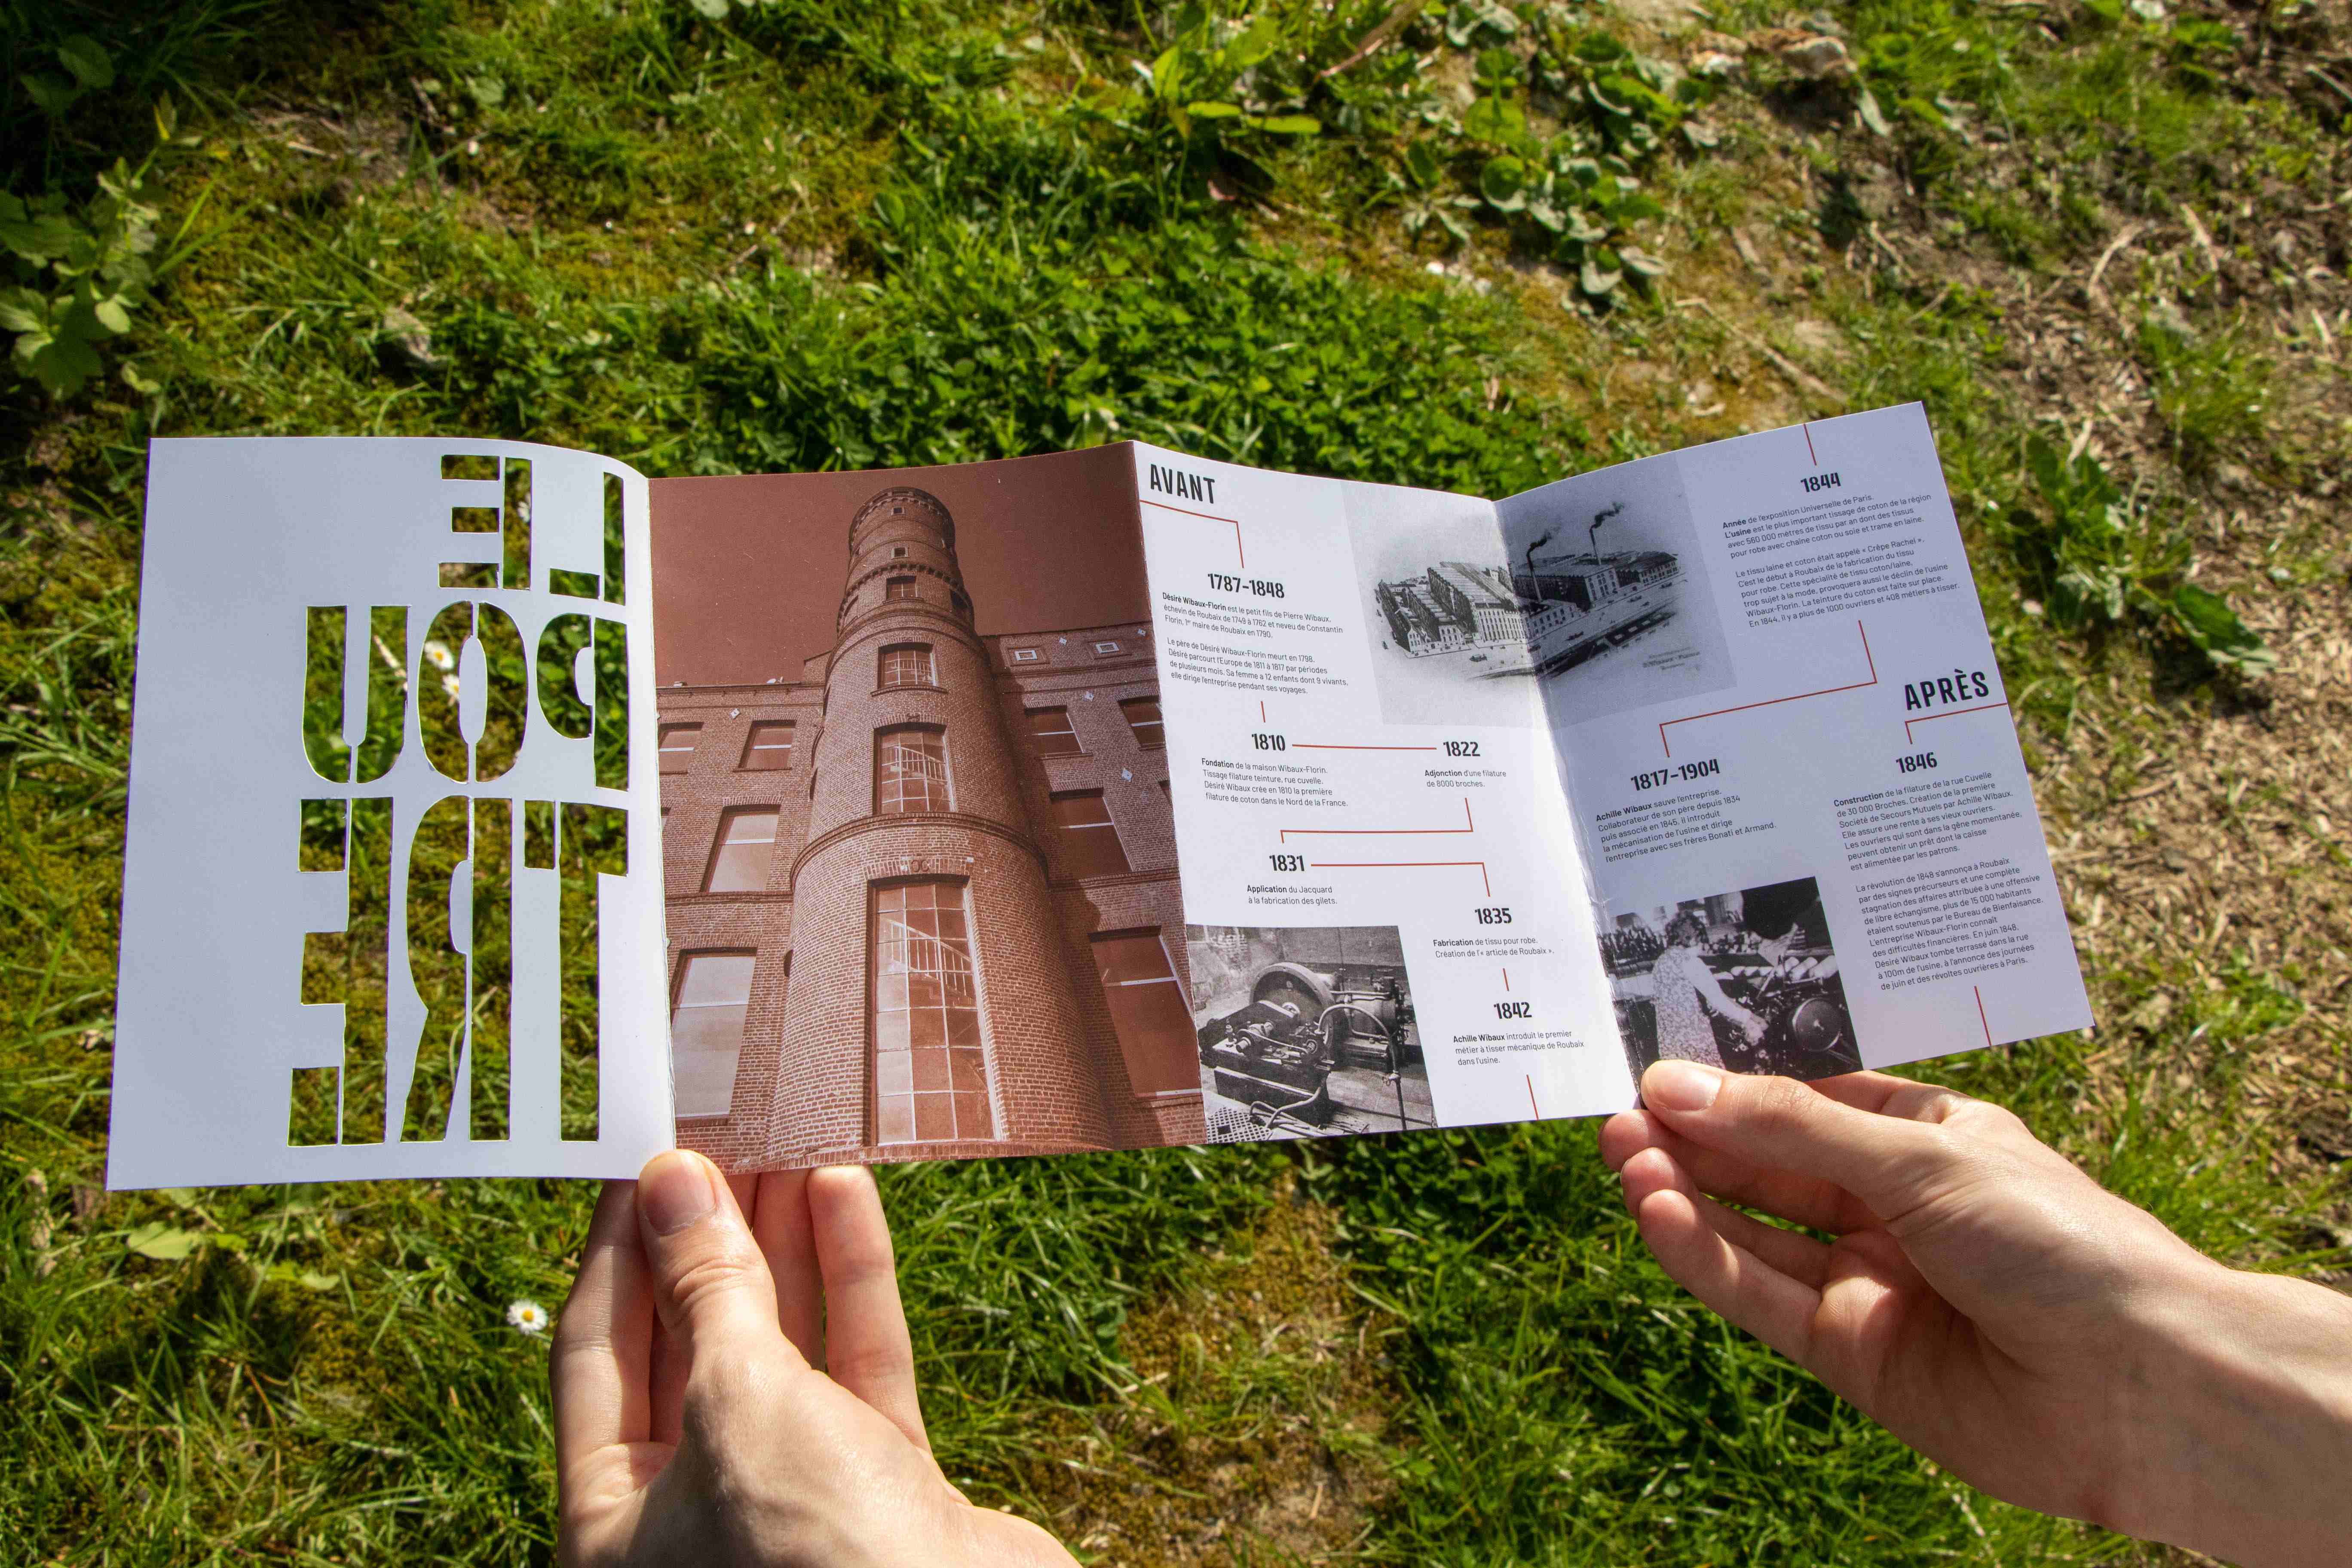 LE
POU
TRE
AVANT
1787-1848
Désiré Wibaux-Florin est le petit fils de Pierre Wibaux,
échevin de Roubaix de 1749 à 1762 et neveu de Constantin
Florin, 1er maire de Roubaix en 1790.
Le père de Désiré Wibaux-Florin meurt en 1798.
Désiré parcourt l'Europe de 1811 à 1817 par périodes
de plusieurs mois. Sa femme a 12 enfants dont 9 vivants,
elle dirige l'entreprise pendant ses voyages.
1810
Fondation de la maison Wibaux-Florin.
Tissage filature teinture, rue cuvelle.
Désiré Wibaux crée en 1810 la première
filature de coton dans le Nord de la France.
1822
Adjonction d'une filature
de 8000 broches.
1831
Application du Jacquard
à la fabrication des gilets.
1835
Fabrication de tissu pour robe.
Création de l'« article de Roubaix ».
1842
Achille Wibaux introduit le premier
métier à tisser mécanique de Roubaix
dans l'usine.
1844
Année de l'exposition Universelle de Paris.
L'usine est le plus important tissage de coton de la région
avec 560 000 mètres de tissu par an dont des tissus
pour robe avec chaîne coton ou soie et trame en laine.
Le tissu laine et coton était appelé « Crêpe Rachel ».
C'est le début à Roubaix de la fabrication du tissu
pour robe. Cette spécialité de tissu coton/laine,
trop sujet à la mode, provoquera aussi le déclin de l'usine
Wibaux-Florin. La teinture du coton est faite sur place.
En 1844, il y a plus de 1000 ouvriers et 408 métiers à tisser.
1817-1904
Achille Wibaux sauve l'entreprise.
Collaborateur de son père depuis 1834
puis associé en 1845, il introduit
la mécanisation de l'usine et dirige
l'entreprise avec ses frères Bonati et Armand.
APRÈS
1846
Construction de la filature de la rue Cuvelle
de 30 000 Broches. Création de la première
Société de Secours Mutuels par Achille Wibaux.
Elle assure une rente à ses vieux ouvriers.
Les ouvriers qui sont dans la gêne momentanée,
peuvent obtenir un prêt dont la caisse
est alimentée par les patrons.
La révolution de 1848 s'annonça à Roubaix
par des signes précurseurs et une complète
stagnation des affaires attribuée à une offensive
de libre échangisme, plus de 15 000 habitants
étaient soutenus par le Bureau de Bienfaisance.
L'entreprise Wibaux-Florin connaît
des difficultés financières. En juin 1848,
Désiré Wibaux tombe terrassé dans la rue
à 100m de l'usine, à l'annonce des journées
de juin et des révoltes ouvrières à Paris.